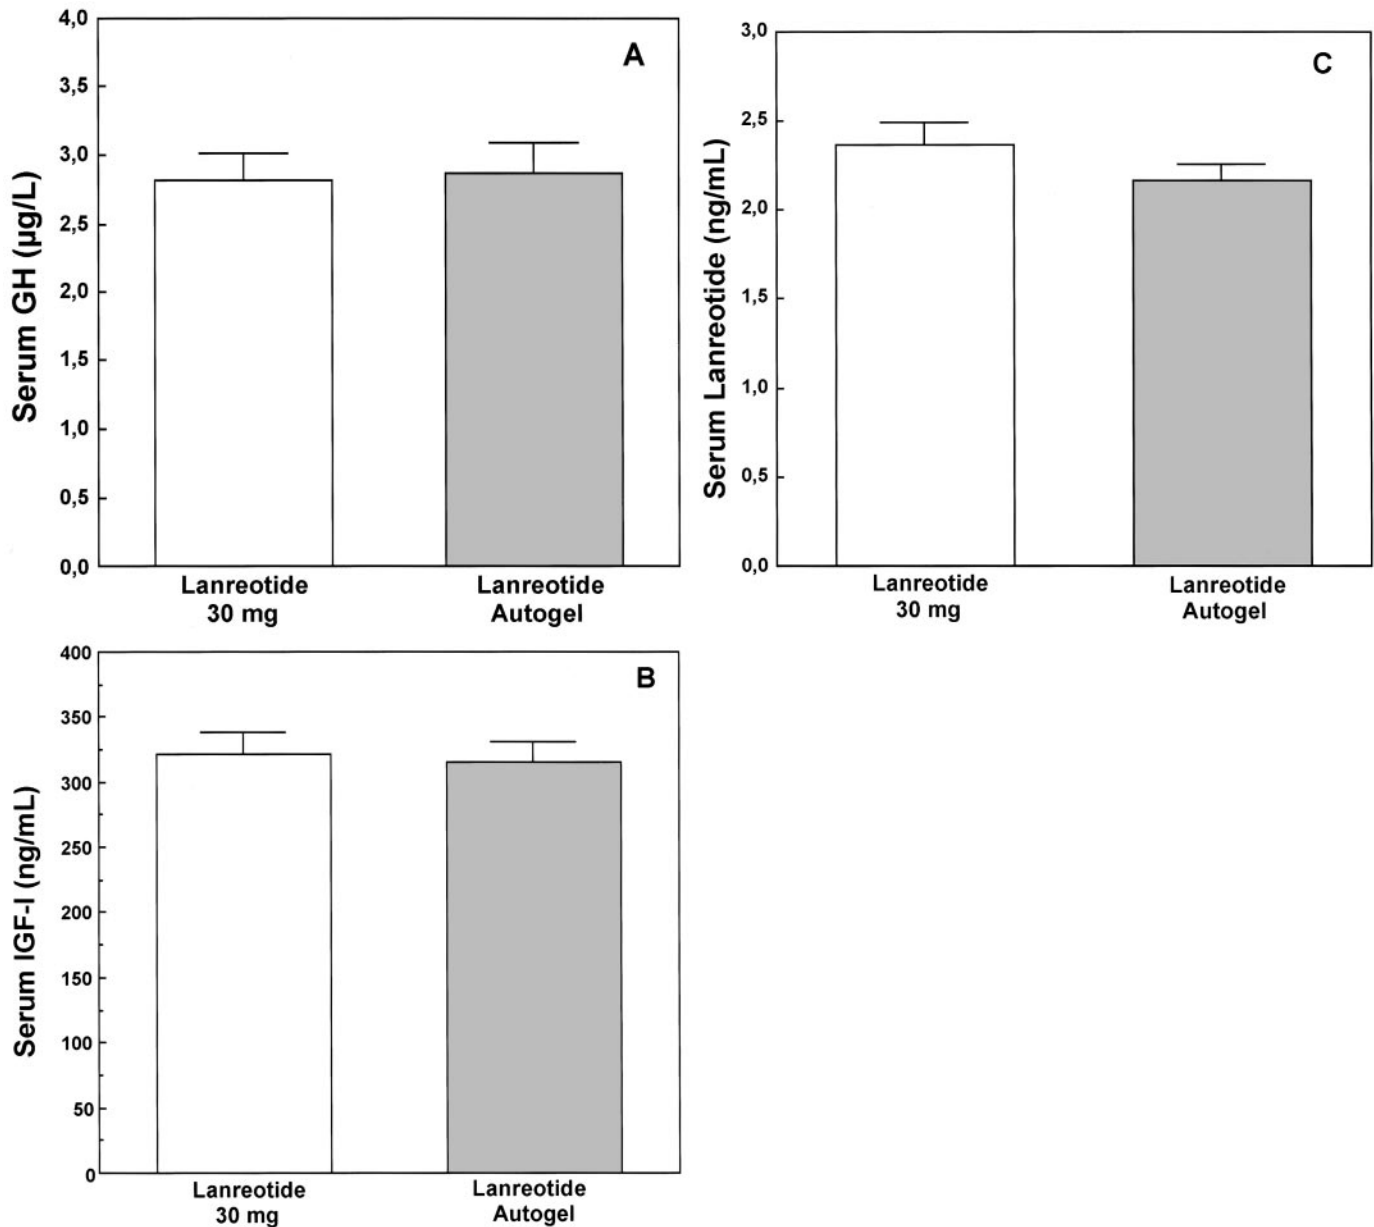 A
Serum GH (µg/L)
4,0
3,5
3,0
2,5
2,0
1,5
1,0
0,5
0,0
Lanreotide
30 mg
Lanreotide
Autogel
C
Serum Lanreotide (ng/mL)
3,0
2,5
2,0
1,5
1,0
0,5
0,0
Lanreotide
30 mg
Lanreotide
Autogel
B
Serum IGF-I (ng/mL)
400
350
300
250
200
150
100
50
0
Lanreotide
30 mg
Lanreotide
Autogel